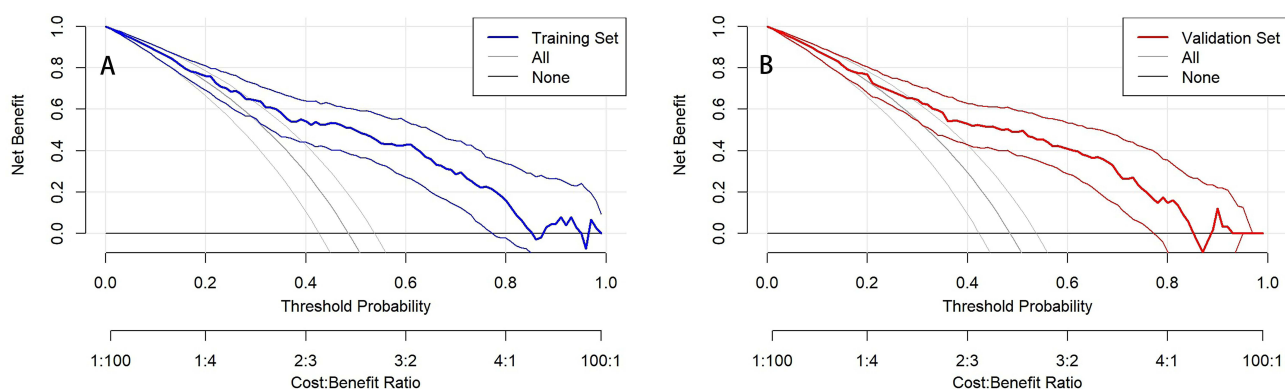 A
Net Benefit
1.0
0.8
0.6
0.4
0.2
0.0
Training Set
All
None
0.0 0.2 0.4 0.6 0.8 1.0
Threshold Probability
1:100 1:4 2:3 3:2 4:1 100:1
Cost:Benefit Ratio
B
Net Benefit
1.0
0.8
0.6
0.4
0.2
0.0
Validation Set
All
None
0.0 0.2 0.4 0.6 0.8 1.0
Threshold Probability
1:100 1:4 2:3 3:2 4:1 100:1
Cost:Benefit Ratio